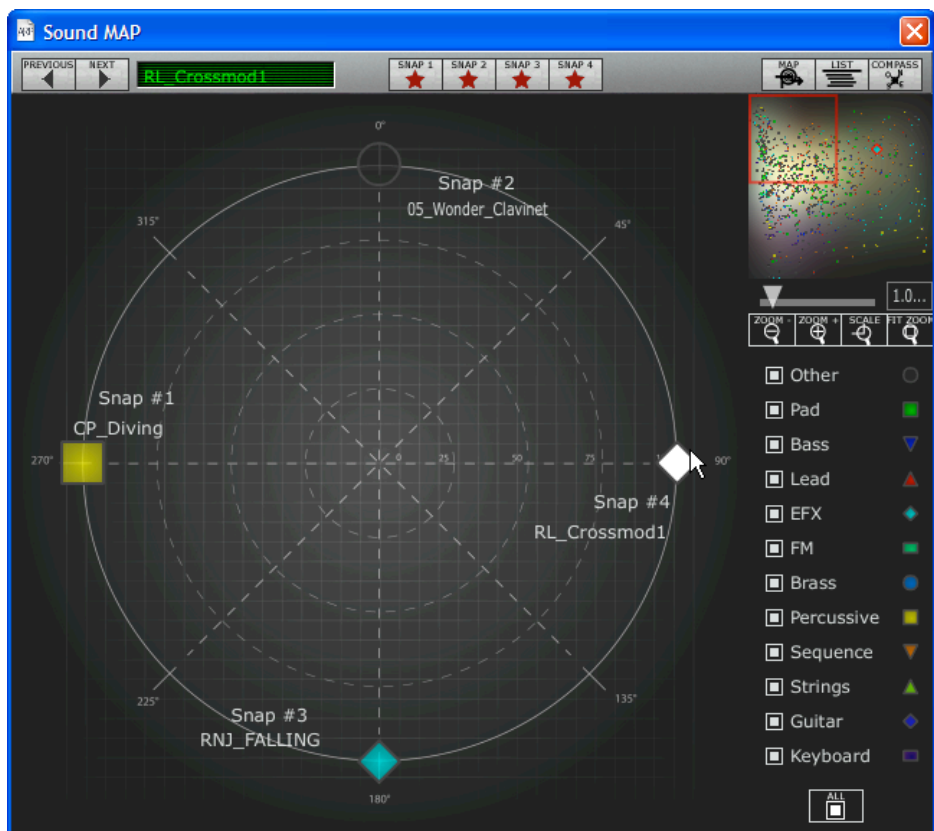 Sound MAP
PREVIOUS NEXT RL_Crossmod1 SNAP 1 SNAP 2 SNAP 3 SNAP 4 MAP LIST COMPASS
0°
Snap #2
05_Wonder_Clavinet
315°
45°
1.0...
ZOOM - ZOOM + SCALE FIT ZOOM
Other
Pad
Bass
Lead
EFX
FM
Brass
Percussive
Sequence
Strings
Guitar
Keyboard
ALL
Snap #1
CP_Diving
270°
0 25 50 75
90°
Snap #4
RL_Crossmod1
225°
135°
Snap #3
RNJ_FALLING
180°